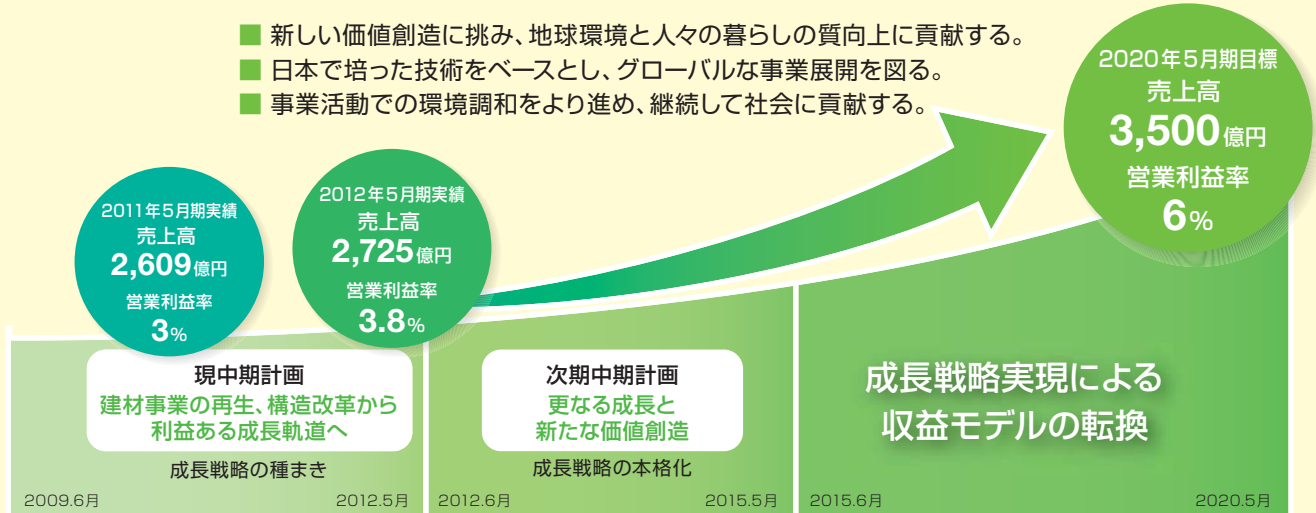 ■ 新しい価値創造に挑み、地球環境と人々の暮らしの質向上に貢献する。
■ 日本で培った技術をベースとし、グローバルな事業展開を図る。
■ 事業活動での環境調和をより進め、継続して社会に貢献する。
2011年5月期実績
売上高
2,609億円
営業利益率
3%
2012年5月期実績
売上高
2,725億円
営業利益率
3.8%
2020年5月期目標
売上高
3,500億円
営業利益率
6%
現中期計画
建材事業の再生、構造改革から
利益ある成長軌道へ
成長戦略の種まき
2009.6月
2012.5月
次期中期計画
更なる成長と
新たな価値創造
成長戦略の本格化
2012.6月
2015.5月
成長戦略実現による
収益モデルの転換
2015.6月
2020.5月